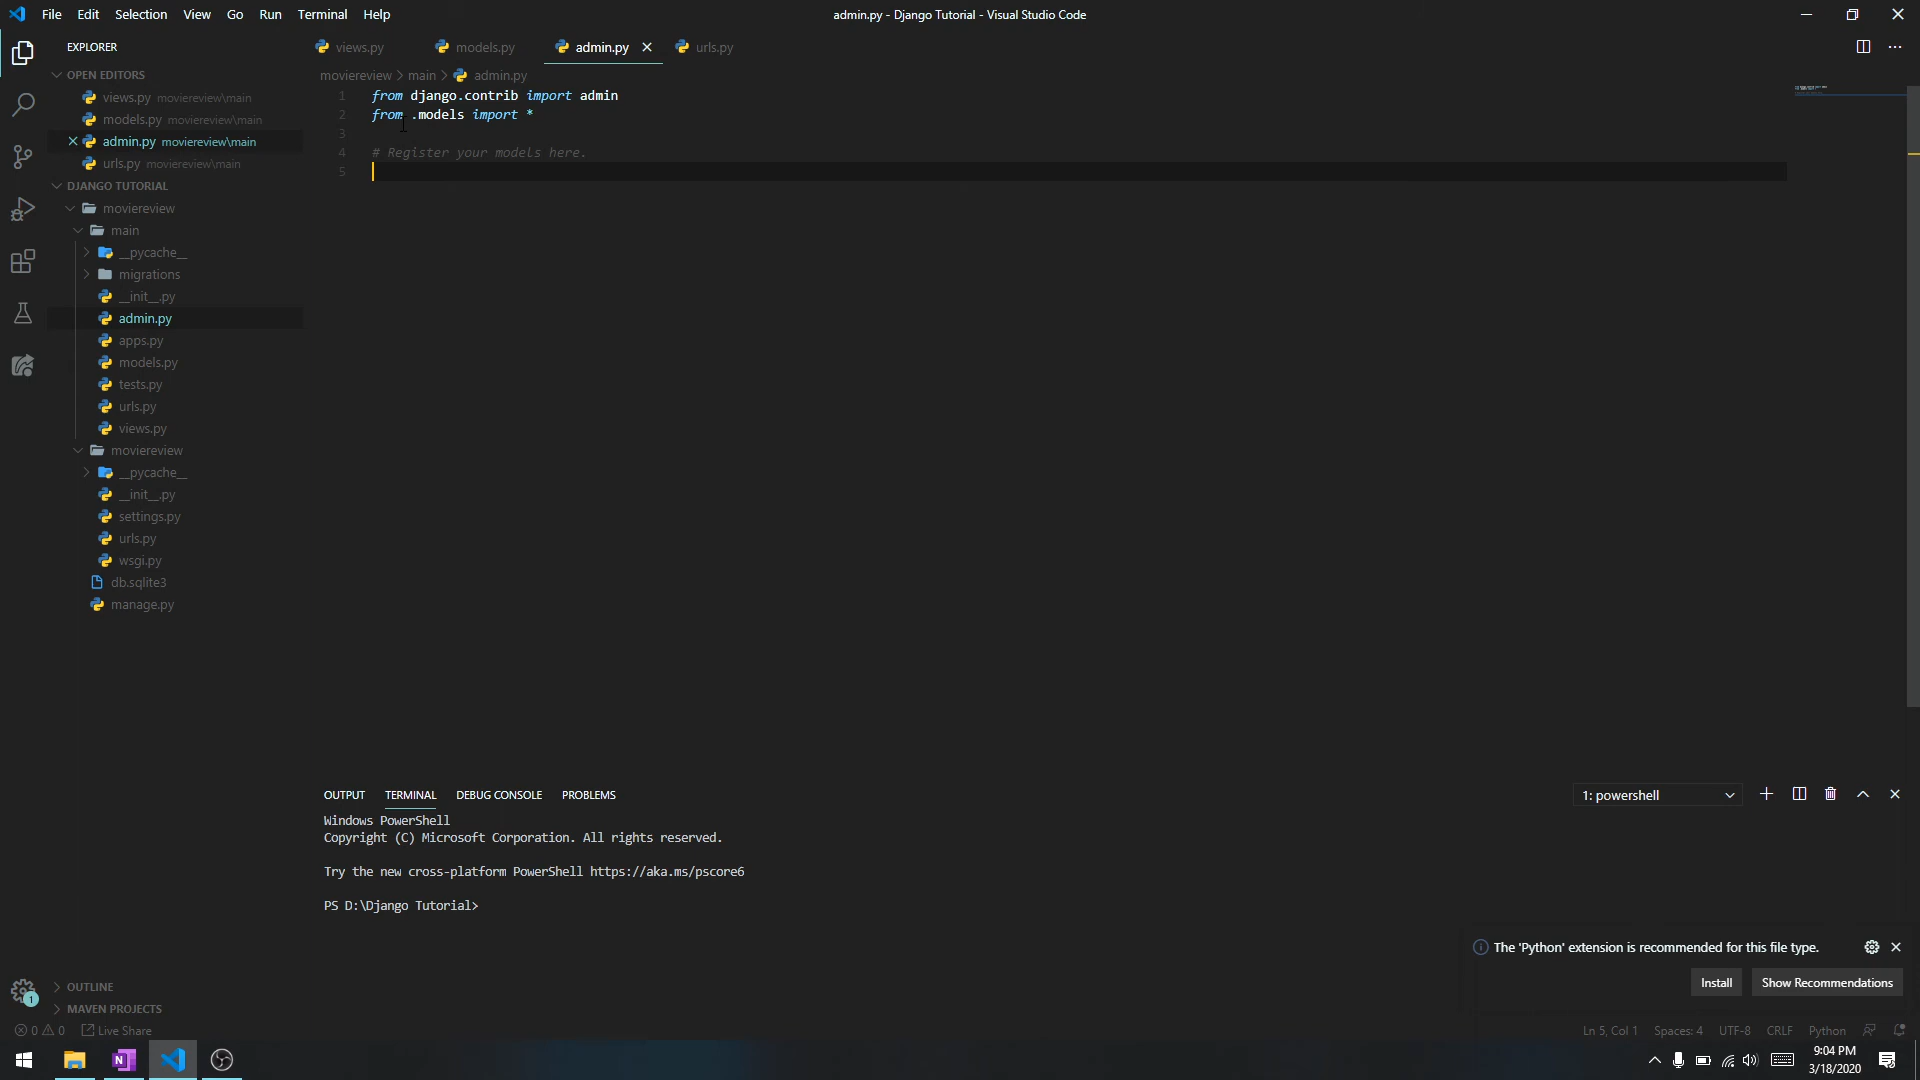 File Edit Selection View Go Run Terminal Help
admin.py - Django Tutorial - Visual Studio Code
EXPLORER
views.py
models.py
admin.py
urls.py
OPEN EDITORS
views.py moviereview\main
models.py moviereview\main
admin.py moviereview\main
urls.py moviereview\main
DJANGO TUTORIAL
moviereview
main
__pycache__
migrations
__init__.py
admin.py
apps.py
models.py
tests.py
urls.py
views.py
moviereview
__pycache__
__init__.py
settings.py
urls.py
wsgi.py
db.sqlite3
manage.py
OUTLINE
MAVEN PROJECTS
moviereview > main > admin.py
1 from django.contrib import admin
2 from .models import *
3
4 # Register your models here.
5
OUTPUT TERMINAL DEBUG CONSOLE PROBLEMS
1: powershell
Windows PowerShell
Copyright (C) Microsoft Corporation. All rights reserved.
Try the new cross-platform PowerShell https://aka.ms/pscore6
PS D:\Django Tutorial>
The 'Python' extension is recommended for this file type.
Install
Show Recommendations
1
0 0 Live Share
Ln 5, Col 1 Spaces: 4 UTF-8 CRLF Python
N
9:04 PM
3/18/2020